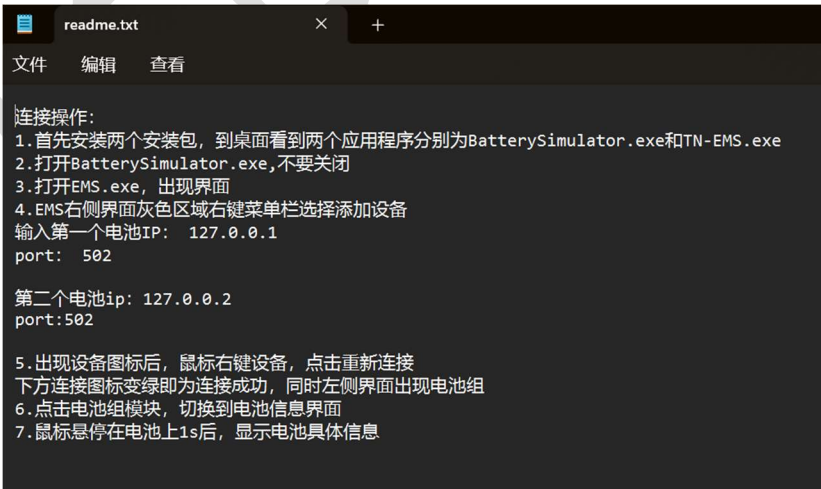 readme.txt
文件 编辑 查看
连接操作:
1.首先安装两个安装包，到桌面看到两个应用程序分别为BatterySimulator.exe和TN-EMS.exe
2.打开BatterySimulator.exe,不要关闭
3.打开EMS.exe，出现界面
4.EMS右侧界面灰色区域右键菜单栏选择添加设备
输入第一个电池IP： 127.0.0.1
port： 502
第二个电池ip：127.0.0.2
port:502
5.出现设备图标后，鼠标右键设备，点击重新连接
下方连接图标变绿即为连接成功，同时左侧界面出现电池组
6.点击电池组模块，切换到电池信息界面
7.鼠标悬停在电池上1s后，显示电池具体信息